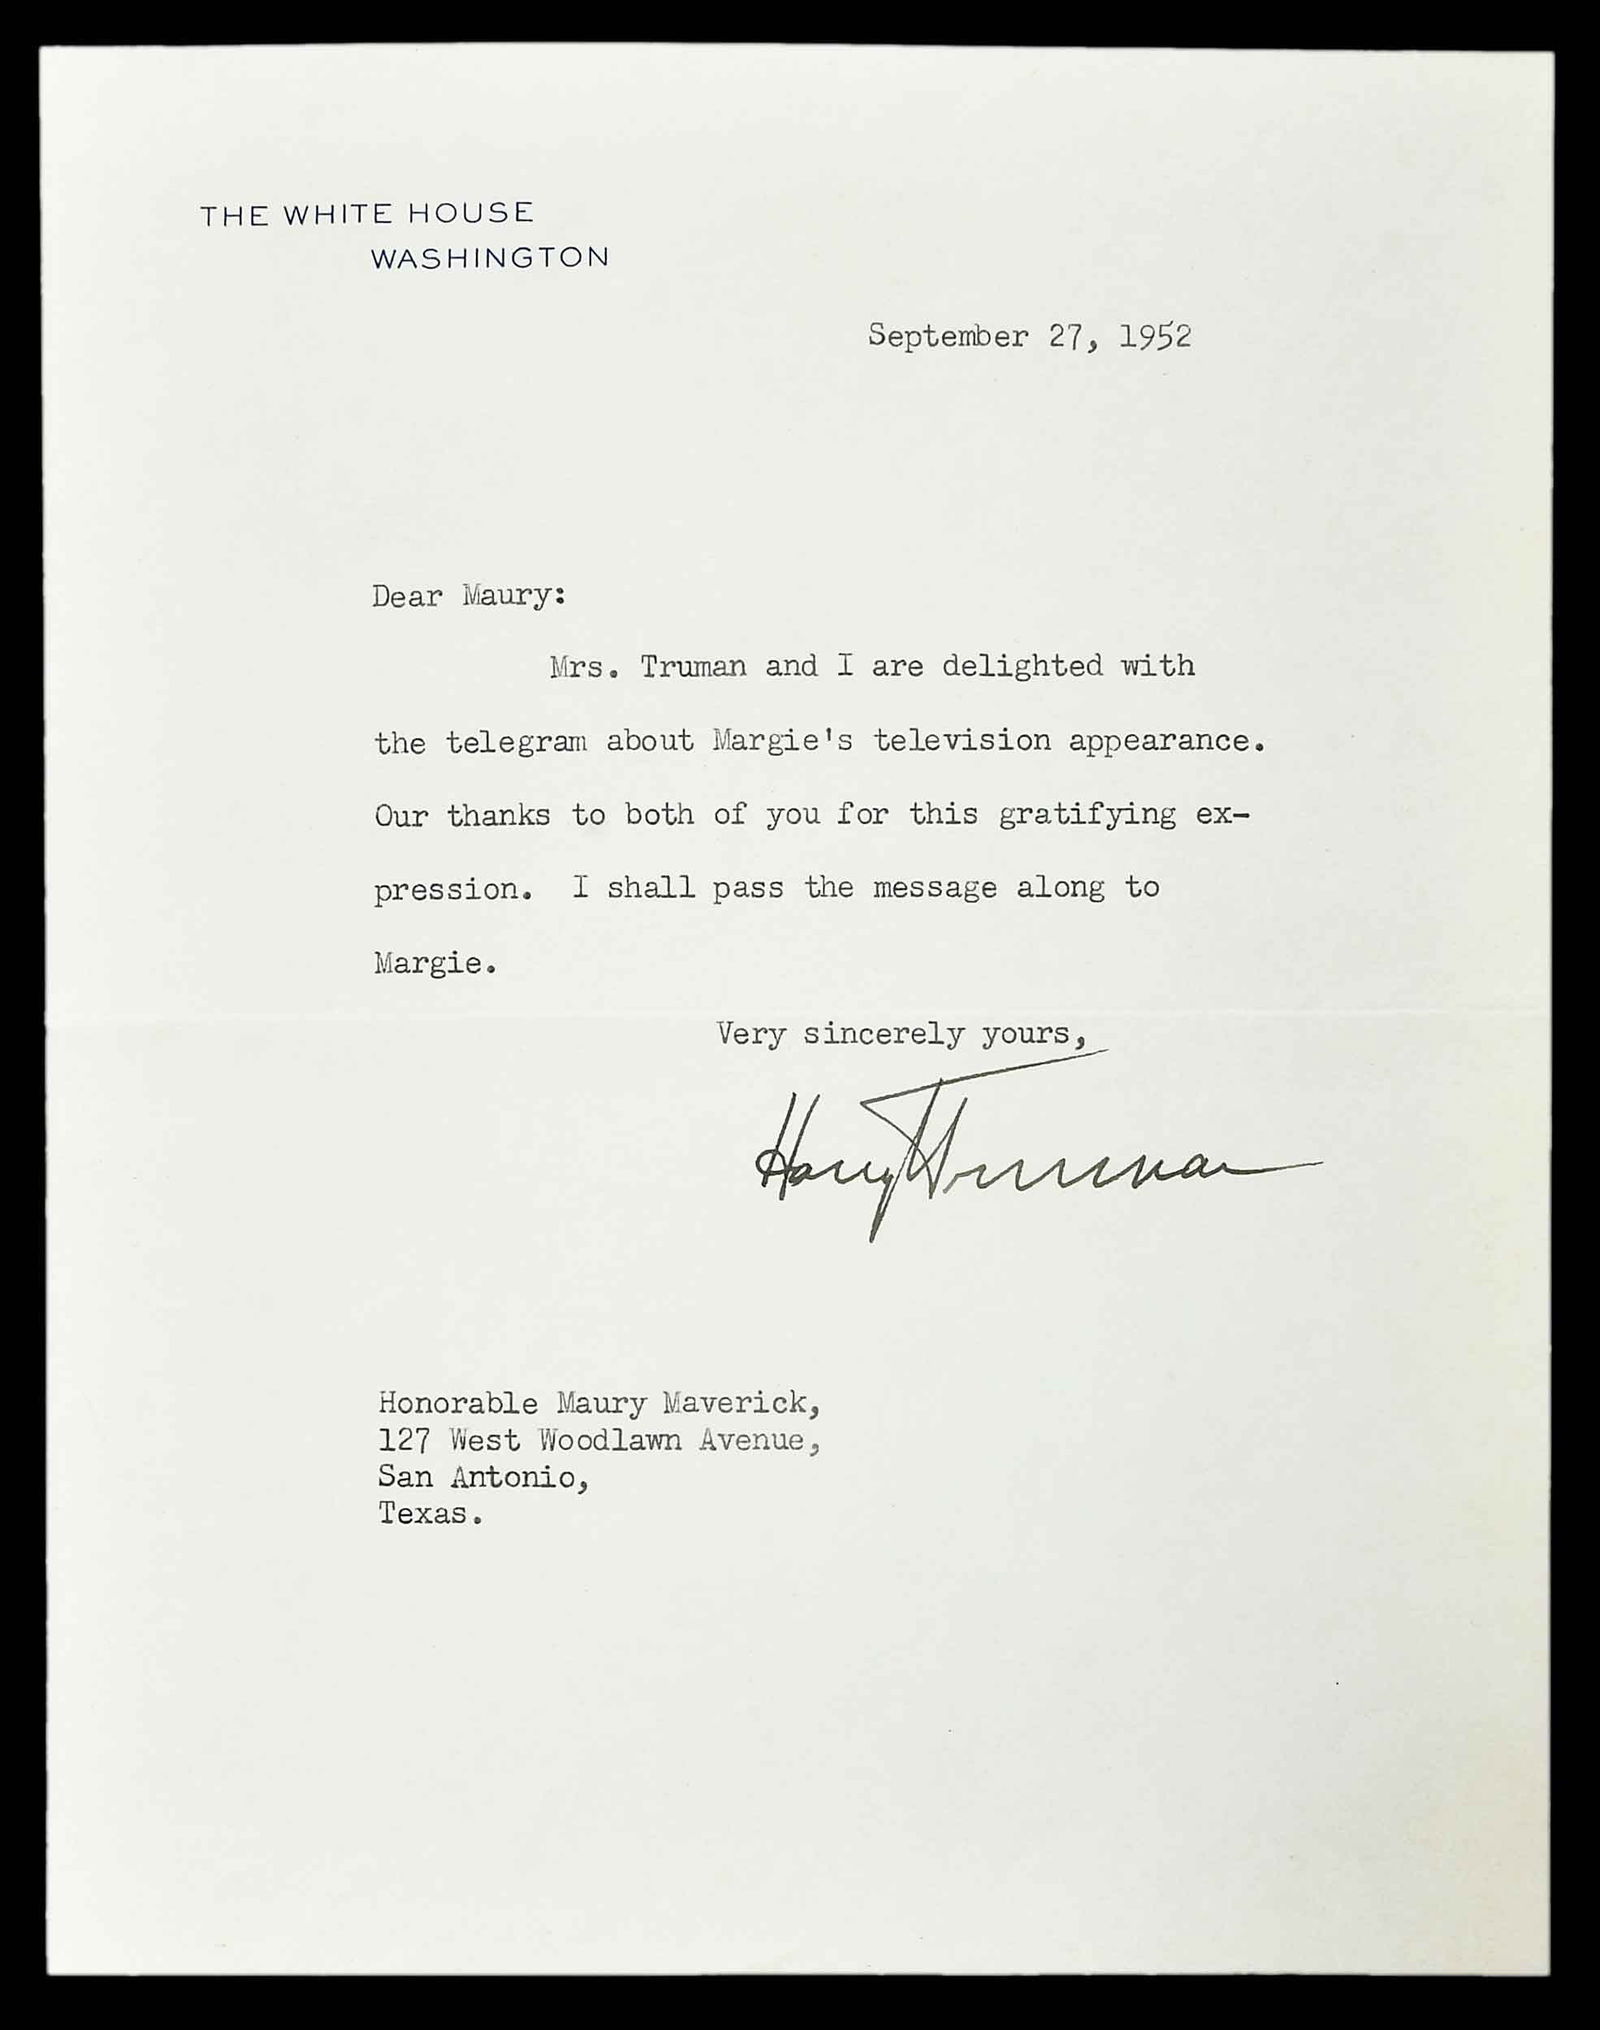 THE WHITE HOUSE
WASHINGTON
September 27, 1952
Dear Maury:
Mrs. Truman and I are delighted with
the telegram about Margie's television appearance.
Our thanks to both of you for this gratifying ex-
pression. I shall pass the message along to
Margie.
Very sincerely yours,
Harry Truman
Honorable Maury Maverick,
127 West Woodlawn Avenue,
San Antonio,
Texas.